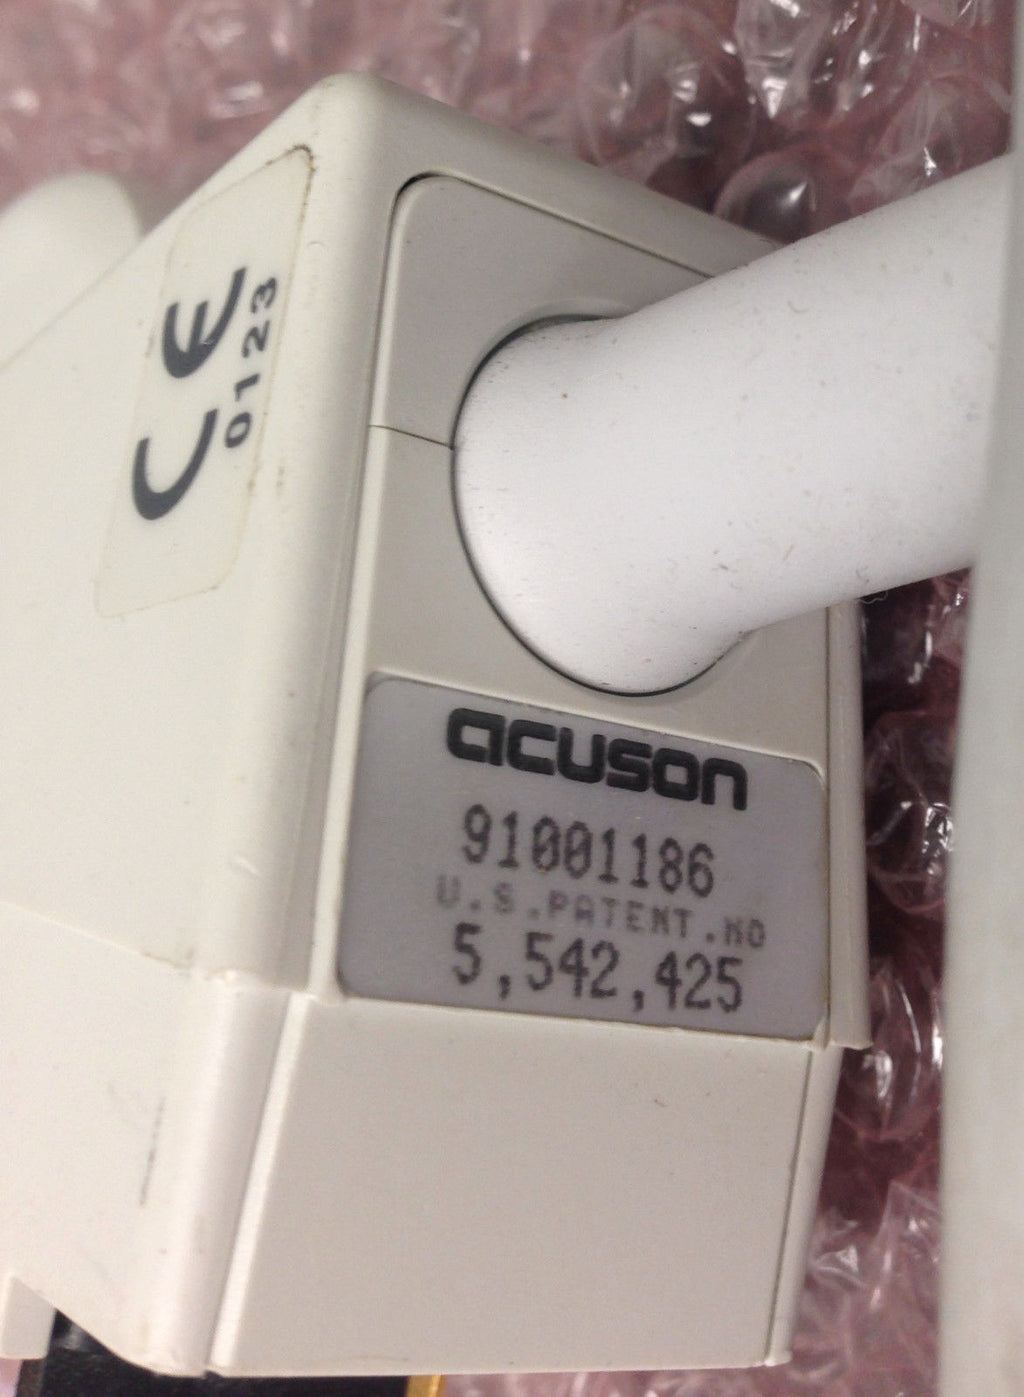 CE
0123
acuson
91001186
U.S.PATENT.NO
5,542,425